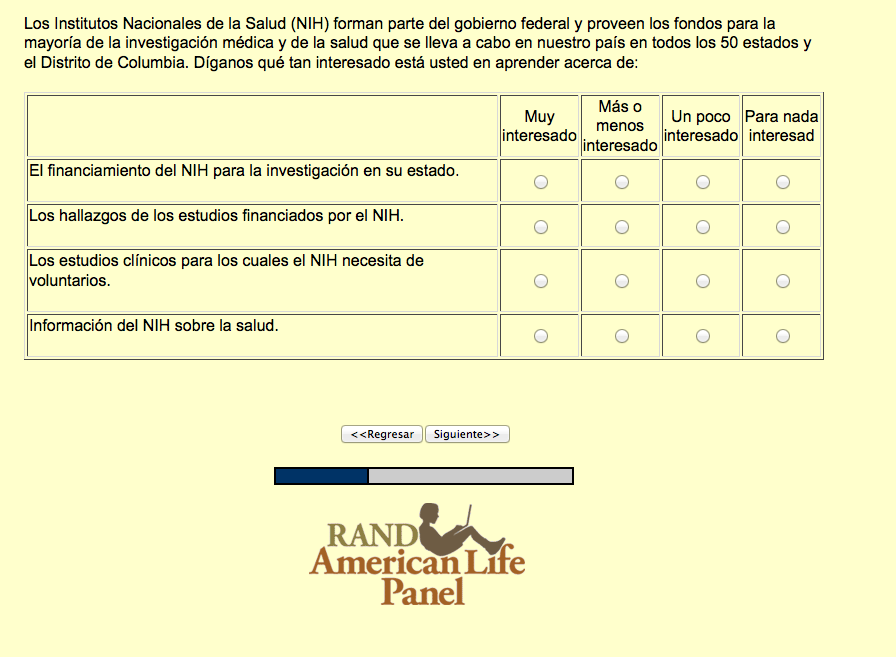 Los Institutos Nacionales de la Salud (NIH) forman parte del gobierno federal y proveen los fondos para la
mayoría de la investigación médica y de la salud que se lleva a cabo en nuestro país en todos los 50 estados y
el Distrito de Columbia. Díganos qué tan interesado está usted en aprender acerca de:
Muy
interesado
Más o
menos
interesado
Un poco
interesado
Para nada
interesad
El financiamiento del NIH para la investigación en su estado.
Los hallazgos de los estudios financiados por el NIH.
Los estudios clínicos para los cuales el NIH necesita de
voluntarios.
Información del NIH sobre la salud.
<<Regresar Siguiente>>
RAND
American Life
Panel